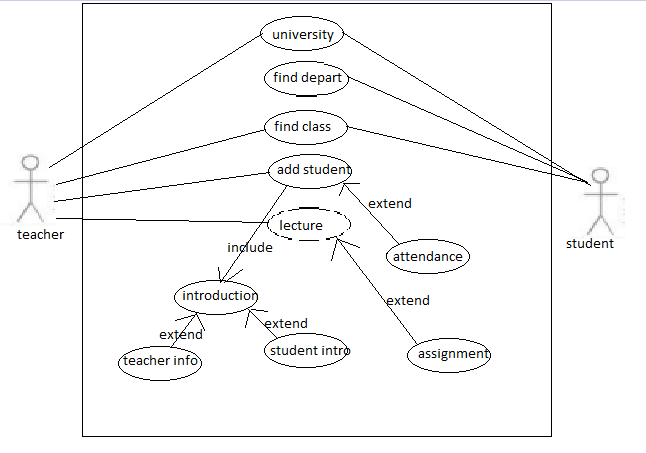 university
find depart
find class
add student
extend
lecture
teacher
student
include
attendance
introduction
extend
extend
extend
teacher info
student intro
assignment